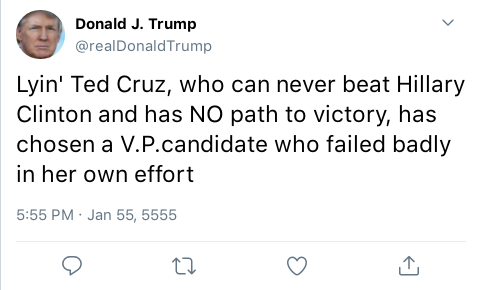 Donald J. Trump
@realDonaldTrump
Lyin' Ted Cruz, who can never beat Hillary
Clinton and has NO path to victory, has
chosen a V.P.candidate who failed badly
in her own effort
5:55 PM · Jan 55, 5555